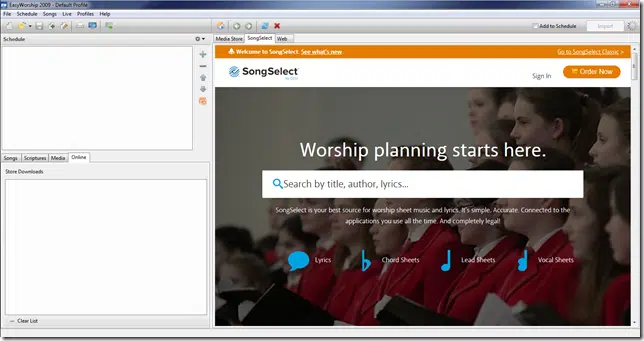 EasyWorship 2009 - Default Profile
File Schedule Songs Profiles Help
Add to Schedule Import
Schedule
Media Store SongSelect Web
Welcome to SongSelect. See what's new.
Go to SongSelect Classic >
SongSelect
by CCLI
Sign In
Order Now
Worship planning starts here.
Search by title, author, lyrics...
SongSelect is your best source for worship sheet music and lyrics. It's simple. Accurate. Connected to the
applications you use all the time. And completely legal!
Lyrics Chord Sheets Lead Sheets Vocal Sheets
Songs Scriptures Media Online
Store Downloads
Clear List